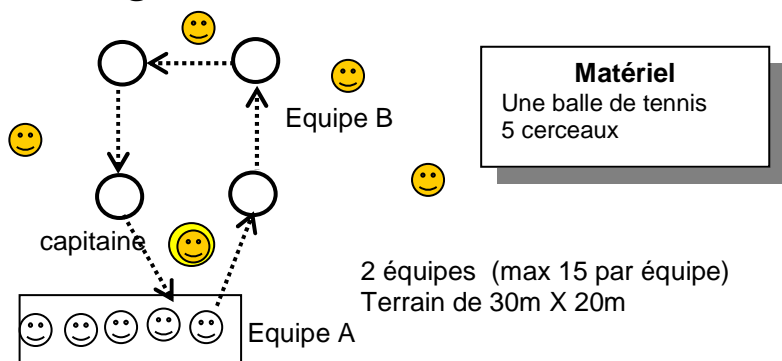 Matériel
Une balle de tennis
5 cerceaux
Equipe B
capitaine
2 équipes (max 15 par équipe)
Terrain de 30m X 20m
Equipe A